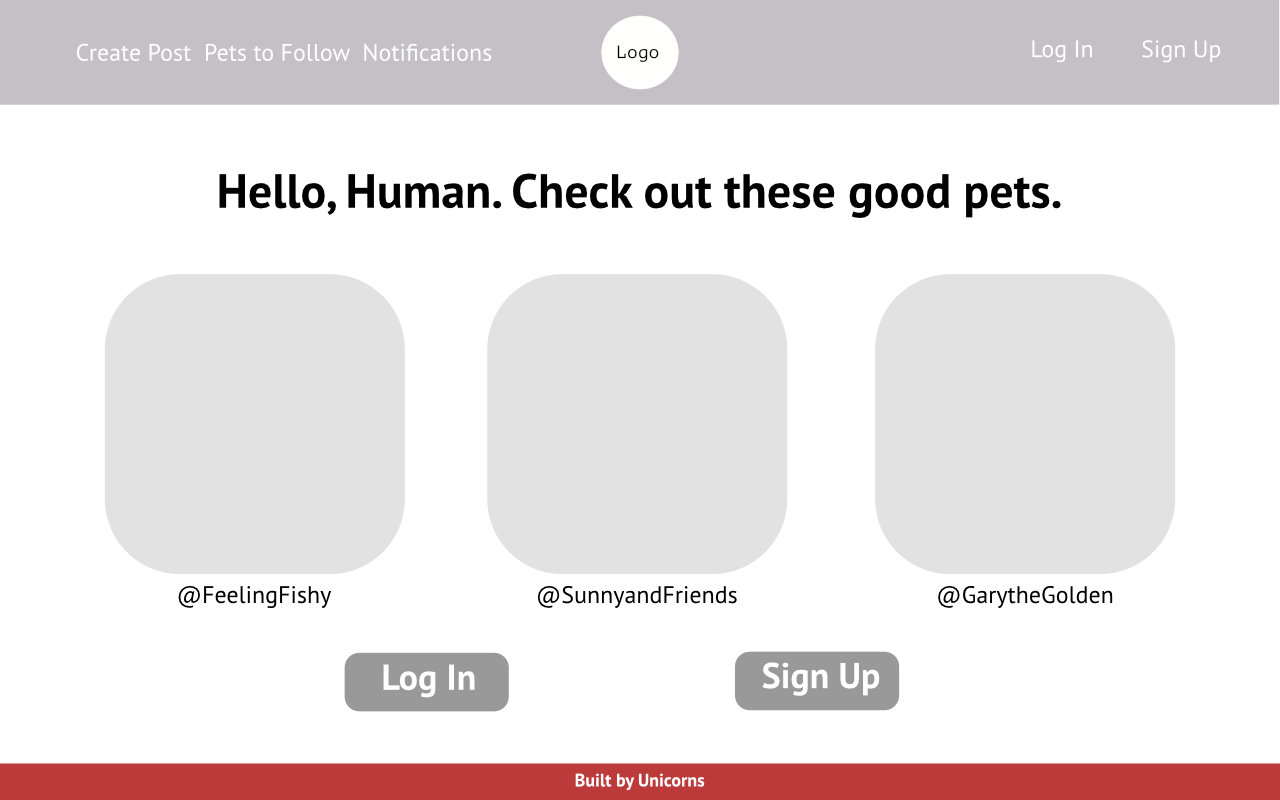 Create Post Pets to Follow Notifications Logo Log In Sign Up
Hello, Human. Check out these good pets.
@FeelingFishy @SunnyandFriends @GarytheGolden
Log In Sign Up
Built by Unicorns